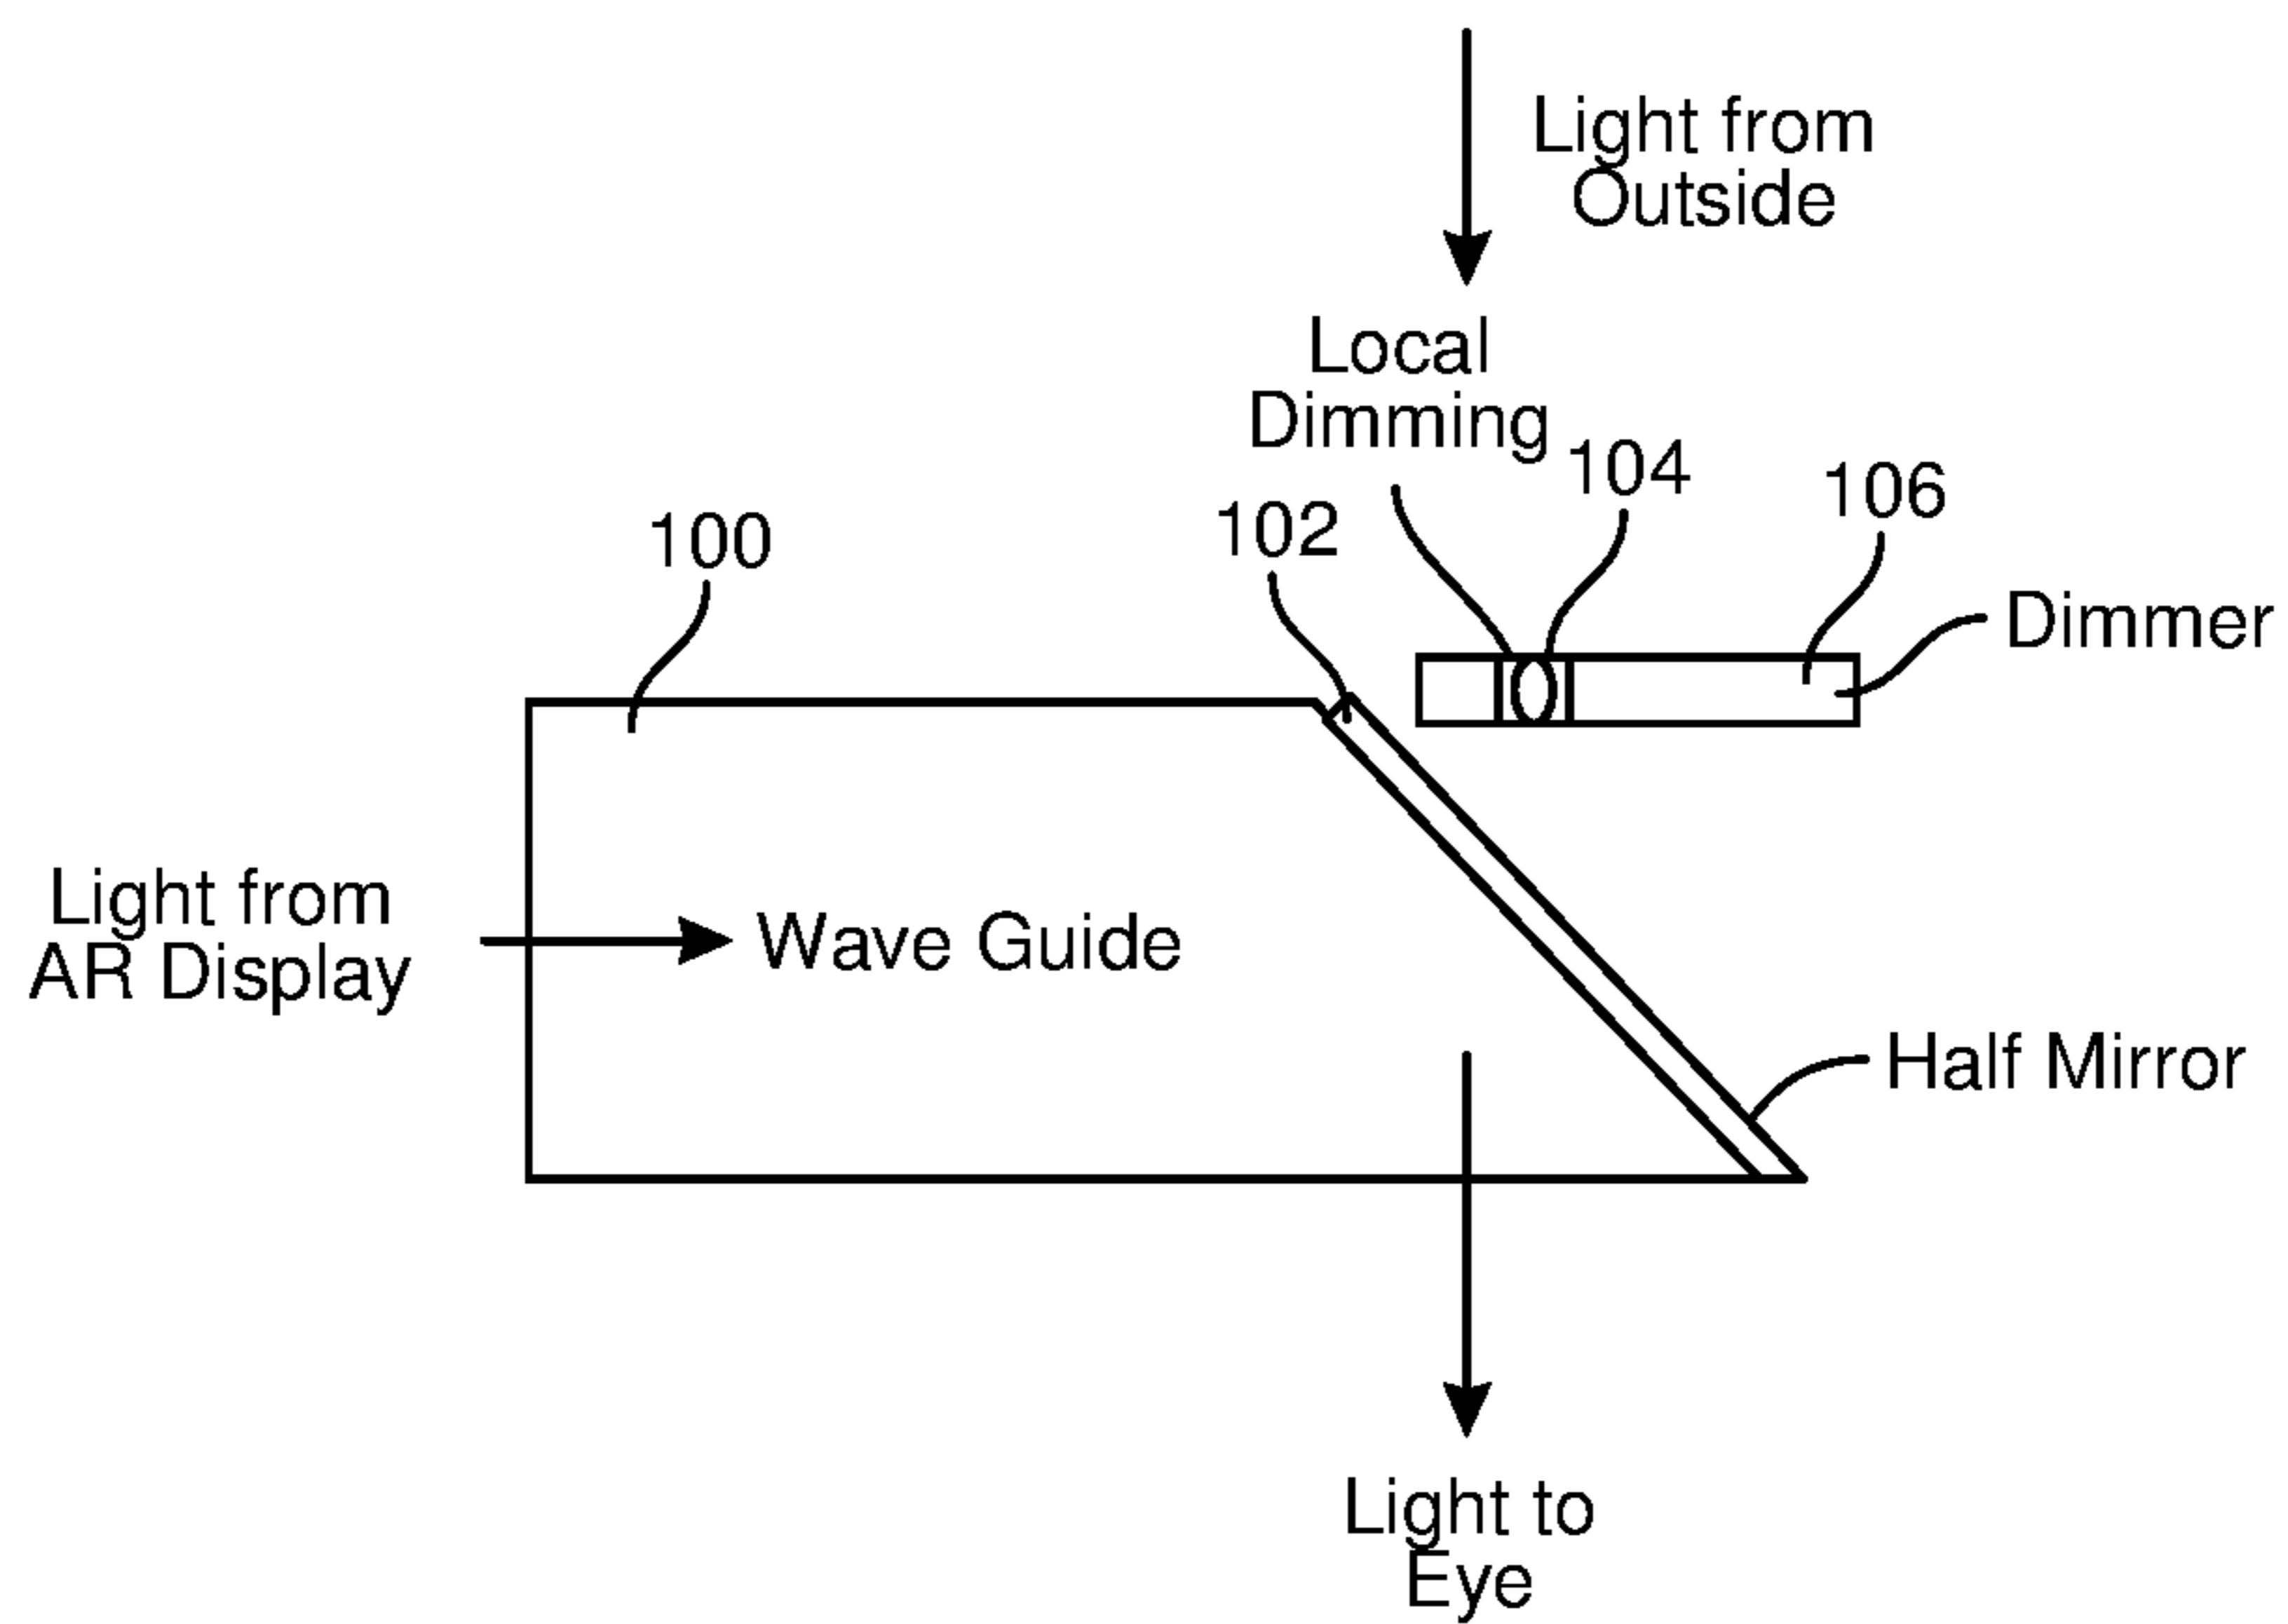 Light from
Outside
Local
Dimming
104
106
102
100
Dimmer
Light from
AR Display
Wave Guide
Half Mirror
Light to
Eye